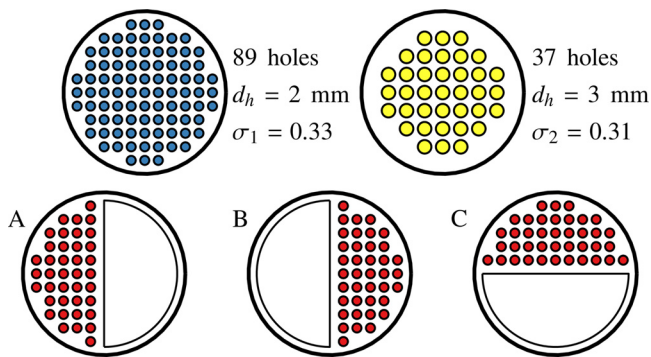 89 holes
d_h = 2 mm
σ_1 = 0.33
37 holes
d_h = 3 mm
σ_2 = 0.31
A
B
C